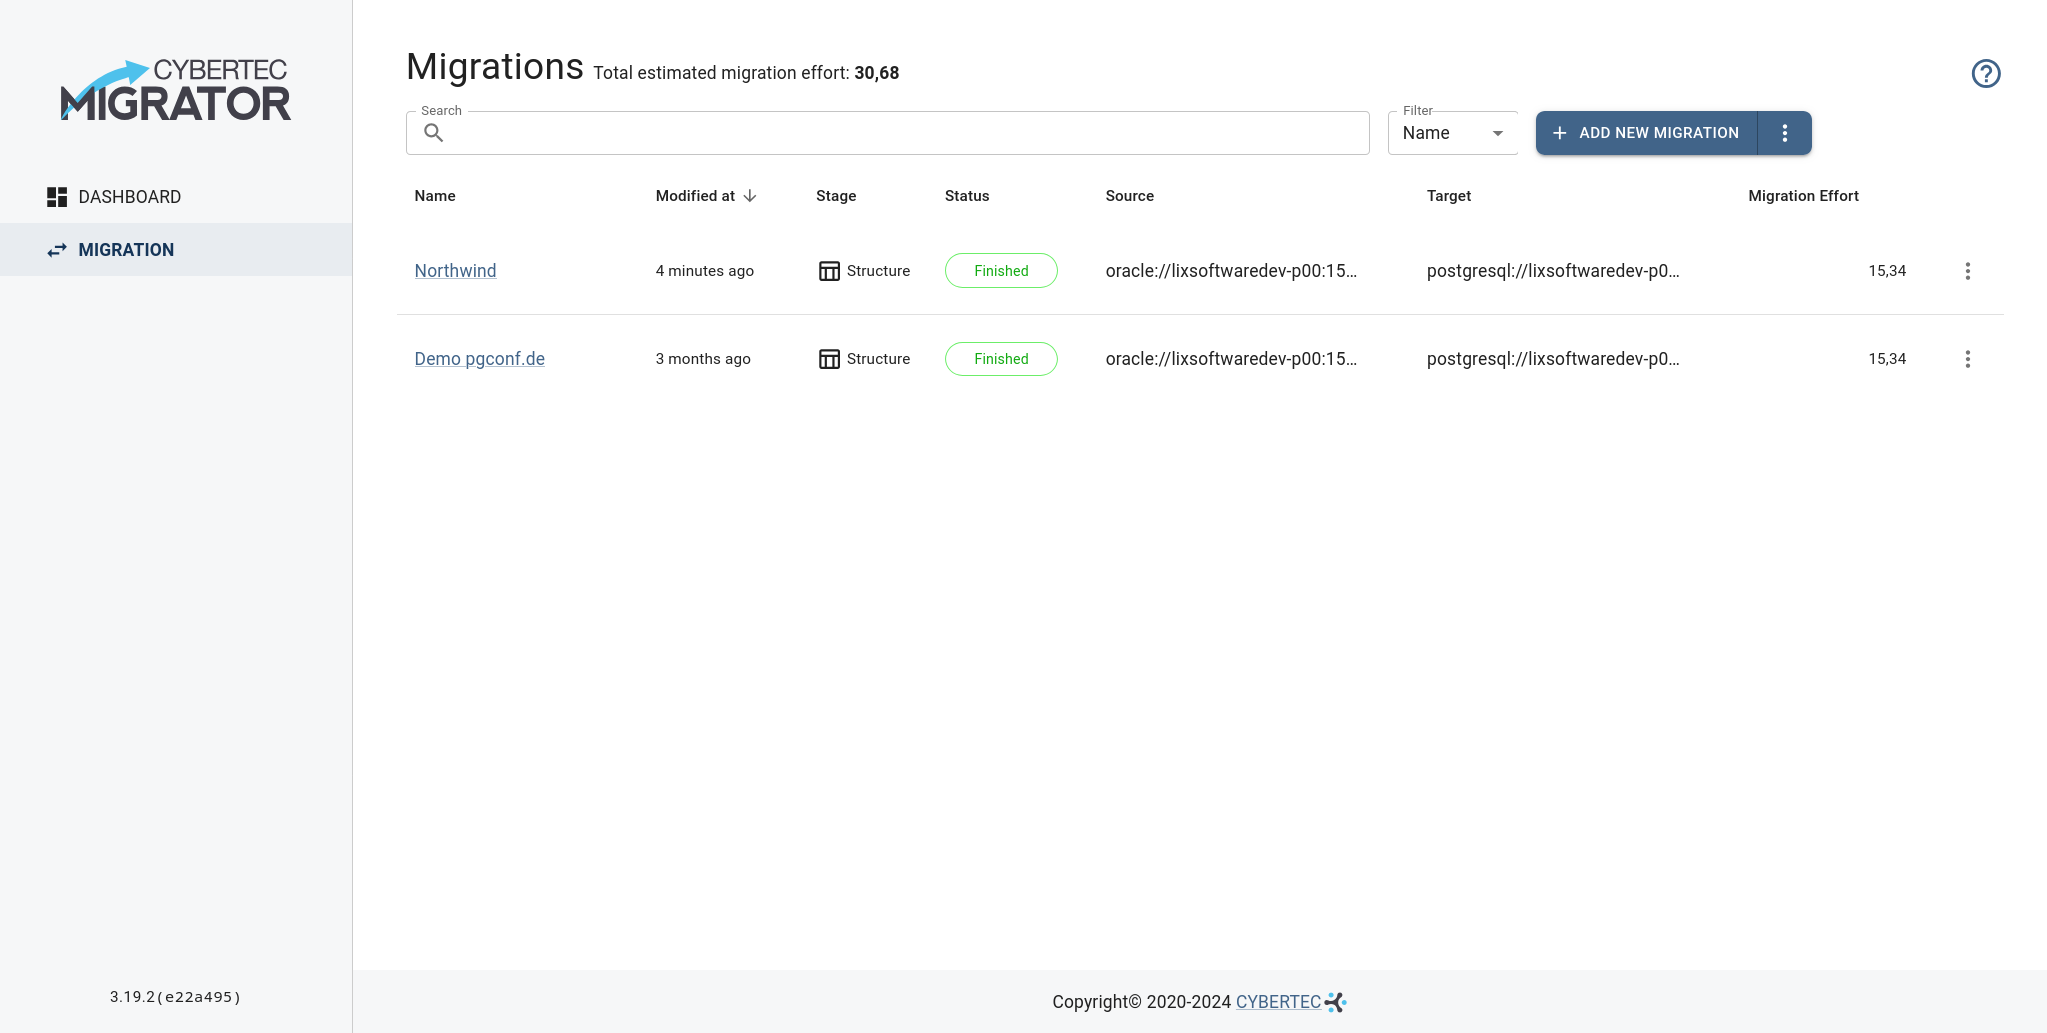 CYBERTEC
MIGRATOR
DASHBOARD
MIGRATION
3.19.2(e22a495)
Migrations Total estimated migration effort: 30,68
Search
Filter
Name
ADD NEW MIGRATION
Name Modified at Stage Status Source Target Migration Effort
Northwind 4 minutes ago Structure Finished oracle://lixsoftwaredev-p00:15... postgresql://lixsoftwaredev-p0... 15,34
Demo pgconf.de 3 months ago Structure Finished oracle://lixsoftwaredev-p00:15... postgresql://lixsoftwaredev-p0... 15,34
Copyright© 2020-2024 CYBERTEC